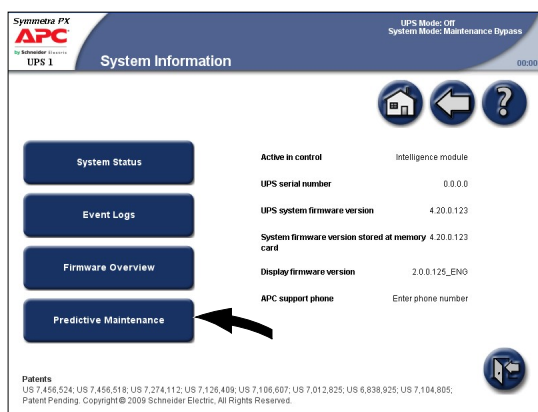 Symmetra PX
APC
by Schneider Electric
UPS 1
System Information
UPS Mode: Off
System Mode: Maintenance Bypass
00:00
?
System Status
Event Logs
Firmware Overview
Predictive Maintenance
Active in control Intelligence module
UPS serial number 0.0.0.0
UPS system firmware version 4.20.0.123
System firmware version stored at memory 4.20.0.123
card
Display firmware version 2.0.0.125_ENG
APC support phone Enter phone number
Patents
US 7,456,524; US 7,456,518; US 7,274,112; US 7,126,409; US 7,106,607; US 7,012,825; US 6,838,925; US 7,104,805;
Patent Pending. Copyright © 2009 Schneider Electric, All Rights Reserved.